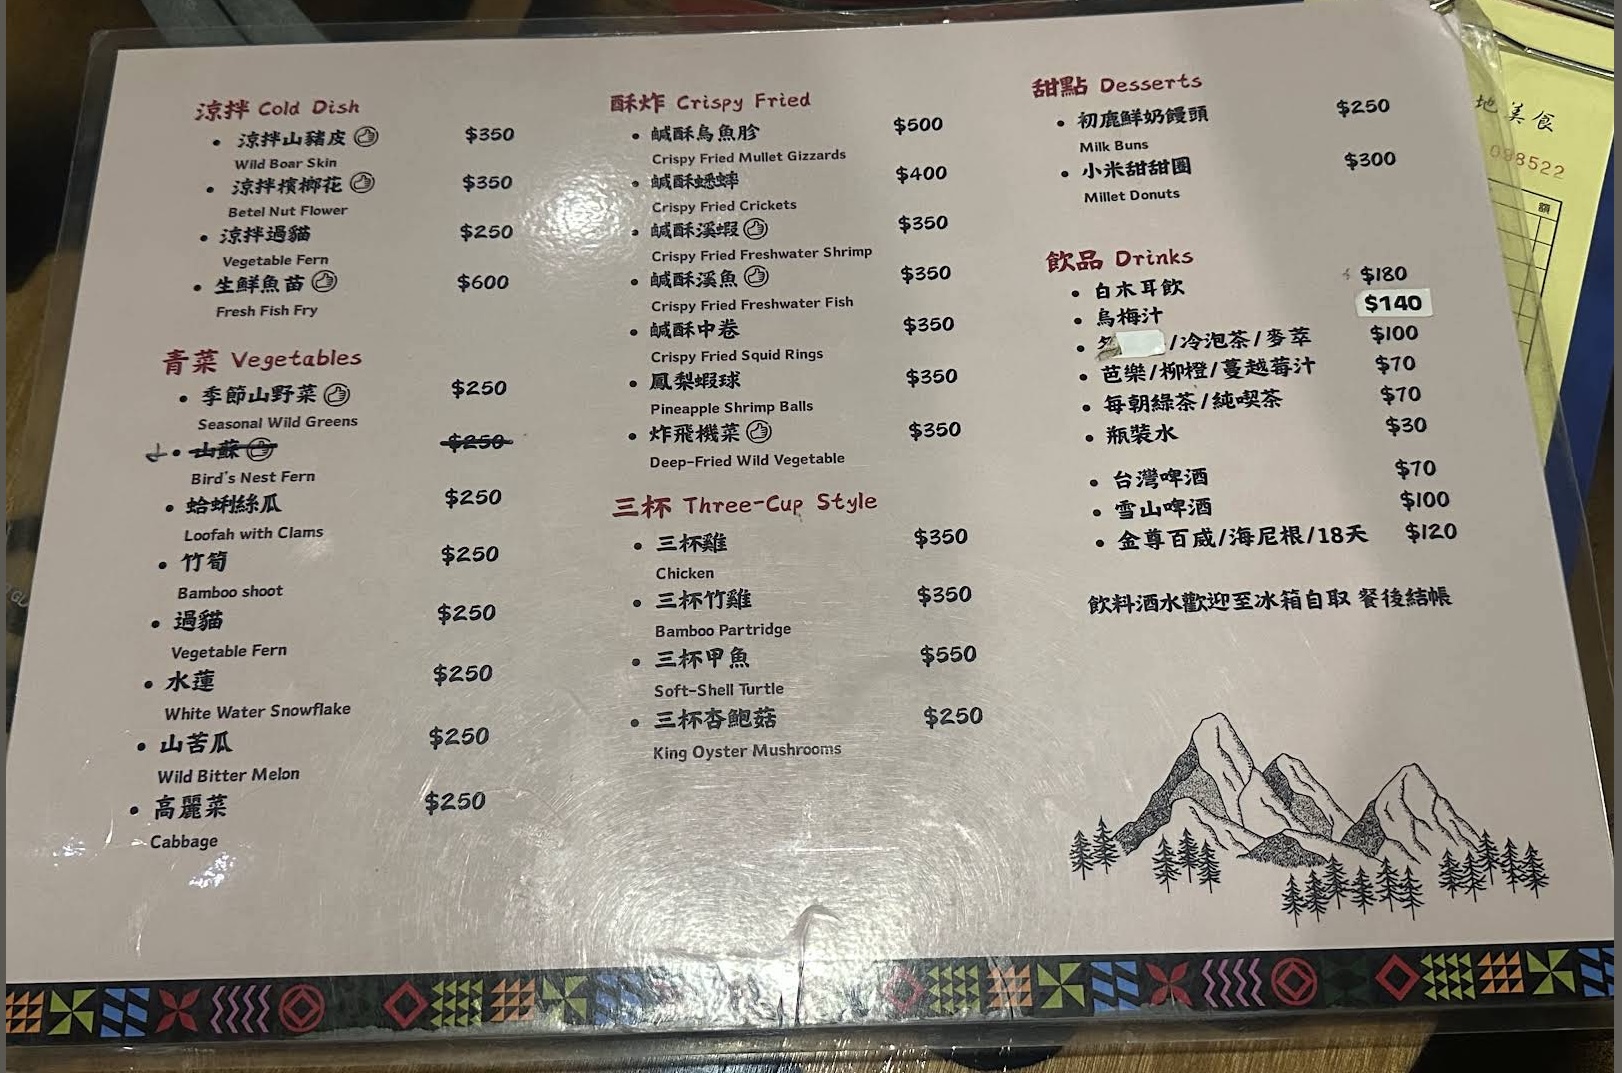 涼拌 Cold Dish
涼拌山豬皮 $350
Wild Boar Skin
涼拌檳榔花 $350
Betel Nut Flower
涼拌過貓 $250
Vegetable Fern
生鮮魚苗 $600
Fresh Fish Fry
青菜 Vegetables
季節山野菜 $250
Seasonal Wild Greens
山蘇 $250
Bird's Nest Fern
蛤蜊絲瓜 $250
Loofah with Clams
竹筍 $250
Bamboo shoot
過貓 $250
Vegetable Fern
水蓮 $250
White Water Snowflake
山苦瓜 $250
Wild Bitter Melon
高麗菜 $250
Cabbage
酥炸 Crispy Fried
鹹酥烏魚胗 $500
Crispy Fried Mullet Gizzards
鹹酥蟋蟀 $400
Crispy Fried Crickets
鹹酥溪蝦 $350
Crispy Fried Freshwater Shrimp
鹹酥溪魚 $350
Crispy Fried Freshwater Fish
鹹酥中卷 $350
Crispy Fried Squid Rings
鳳梨蝦球 $350
Pineapple Shrimp Balls
炸飛機菜 $350
Deep-Fried Wild Vegetable
三杯 Three-Cup Style
三杯雞 $350
Chicken
三杯竹雞 $350
Bamboo Partridge
三杯甲魚 $550
Soft-Shell Turtle
三杯杏鮑菇 $250
King Oyster Mushrooms
甜點 Desserts
初鹿鮮奶饅頭 $250
Milk Buns
小米甜甜圈 $300
Millet Donuts
飲品 Drinks
白木耳飲 $180
烏梅汁 $140
/冷泡茶/麥萃 $100
芭樂/柳橙/蔓越莓汁 $70
每朝綠茶/純喫茶 $70
瓶裝水 $30
台灣啤酒 $70
雪山啤酒 $100
金尊百威/海尼根/18天 $120
飲料酒水歡迎至冰箱自取 餐後結帳
地美食
098522
額